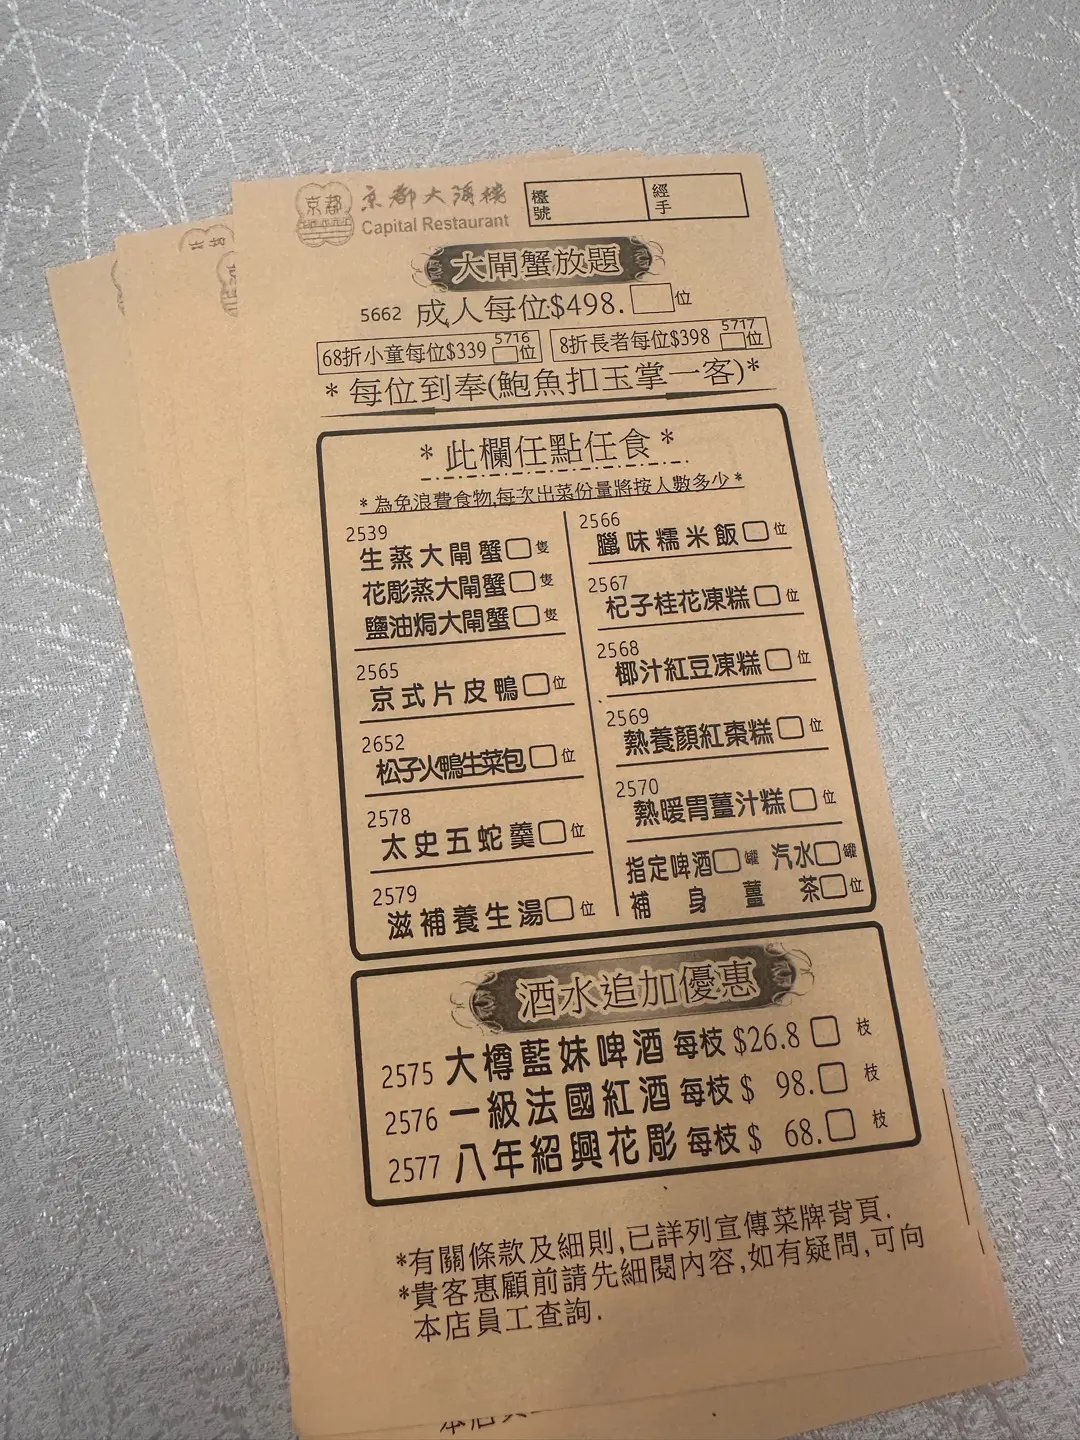 京都
京都大酒樓
Capital Restaurant
檯號
經手
大閘蟹放題
5662 成人每位$498. 位
68折小童每位$339 5716 位
8折長者每位$398 5717 位
*每位到奉(鮑魚扣玉掌一客)*
*此欄任點任食*
*為免浪費食物,每次出菜份量將按人數多少*
2539
生蒸大閘蟹 隻
花彫蒸大閘蟹 隻
鹽油焗大閘蟹 隻
2565
京式片皮鴨 位
2652
松子火鴨生菜包 位
2578
太史五蛇羹 位
2579
滋補養生湯 位
2566
臘味糯米飯 位
2567
杞子桂花凍糕 位
2568
椰汁紅豆凍糕 位
2569
熱養顏紅棗糕 位
2570
熱暖胃薑汁糕 位
指定啤酒 罐 汽水 罐
補身薑茶 位
酒水追加優惠
2575 大樽藍妹啤酒 每枝 $26.8 枝
2576 一級法國紅酒 每枝 $ 98. 枝
2577 八年紹興花彫 每枝 $ 68. 枝
*有關條款及細則,已詳列宣傳菜牌背頁.
*貴客惠顧前請先細閱內容,如有疑問,可向
本店員工查詢.